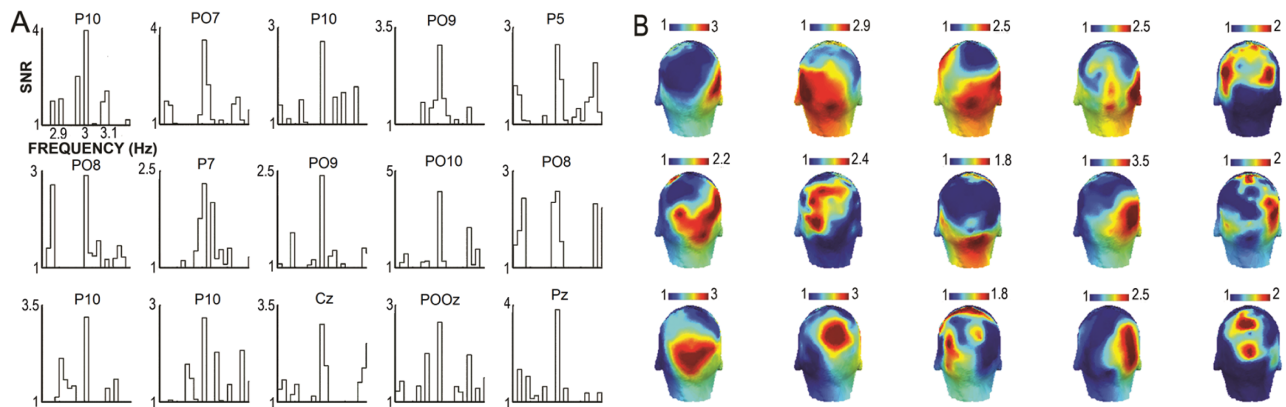 A
B
P10 PO7 P10 PO9 P5
SNR
4 4 3 3.5 3
1 1 1 1 1
2.9 3 3.1
FREQUENCY (Hz)
PO8 P7 PO9 PO10 PO8
3 2.5 2.5 5 3
1 1 1 1 1
P10 P10 Cz POOz Pz
3.5 3 3.5 3 4
1 1 1 1 1
1 3 1 2.9 1 2.5 1 2.5 1 2
1 2.2 1 2.4 1 1.8 1 3.5 1 2
1 3 1 3 1 1.8 1 2.5 1 2